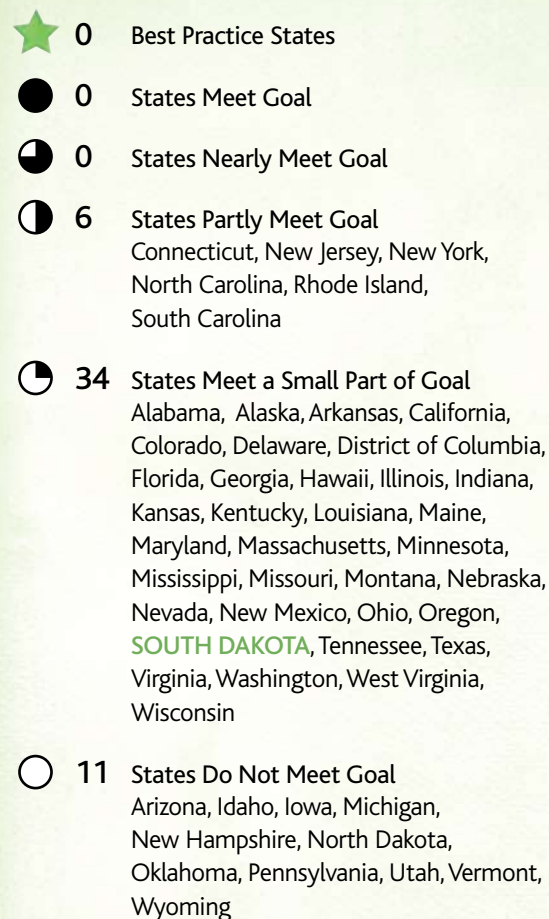 0 Best Practice States
0 States Meet Goal
0 States Nearly Meet Goal
6 States Partly Meet Goal
Connecticut, New Jersey, New York,
North Carolina, Rhode Island,
South Carolina
34 States Meet a Small Part of Goal
Alabama, Alaska, Arkansas, California,
Colorado, Delaware, District of Columbia,
Florida, Georgia, Hawaii, Illinois, Indiana,
Kansas, Kentucky, Louisiana, Maine,
Maryland, Massachusetts, Minnesota,
Mississippi, Missouri, Montana, Nebraska,
Nevada, New Mexico, Ohio, Oregon,
SOUTH DAKOTA, Tennessee, Texas,
Virginia, Washington, West Virginia,
Wisconsin
11 States Do Not Meet Goal
Arizona, Idaho, Iowa, Michigan,
New Hampshire, North Dakota,
Oklahoma, Pennsylvania, Utah, Vermont,
Wyoming